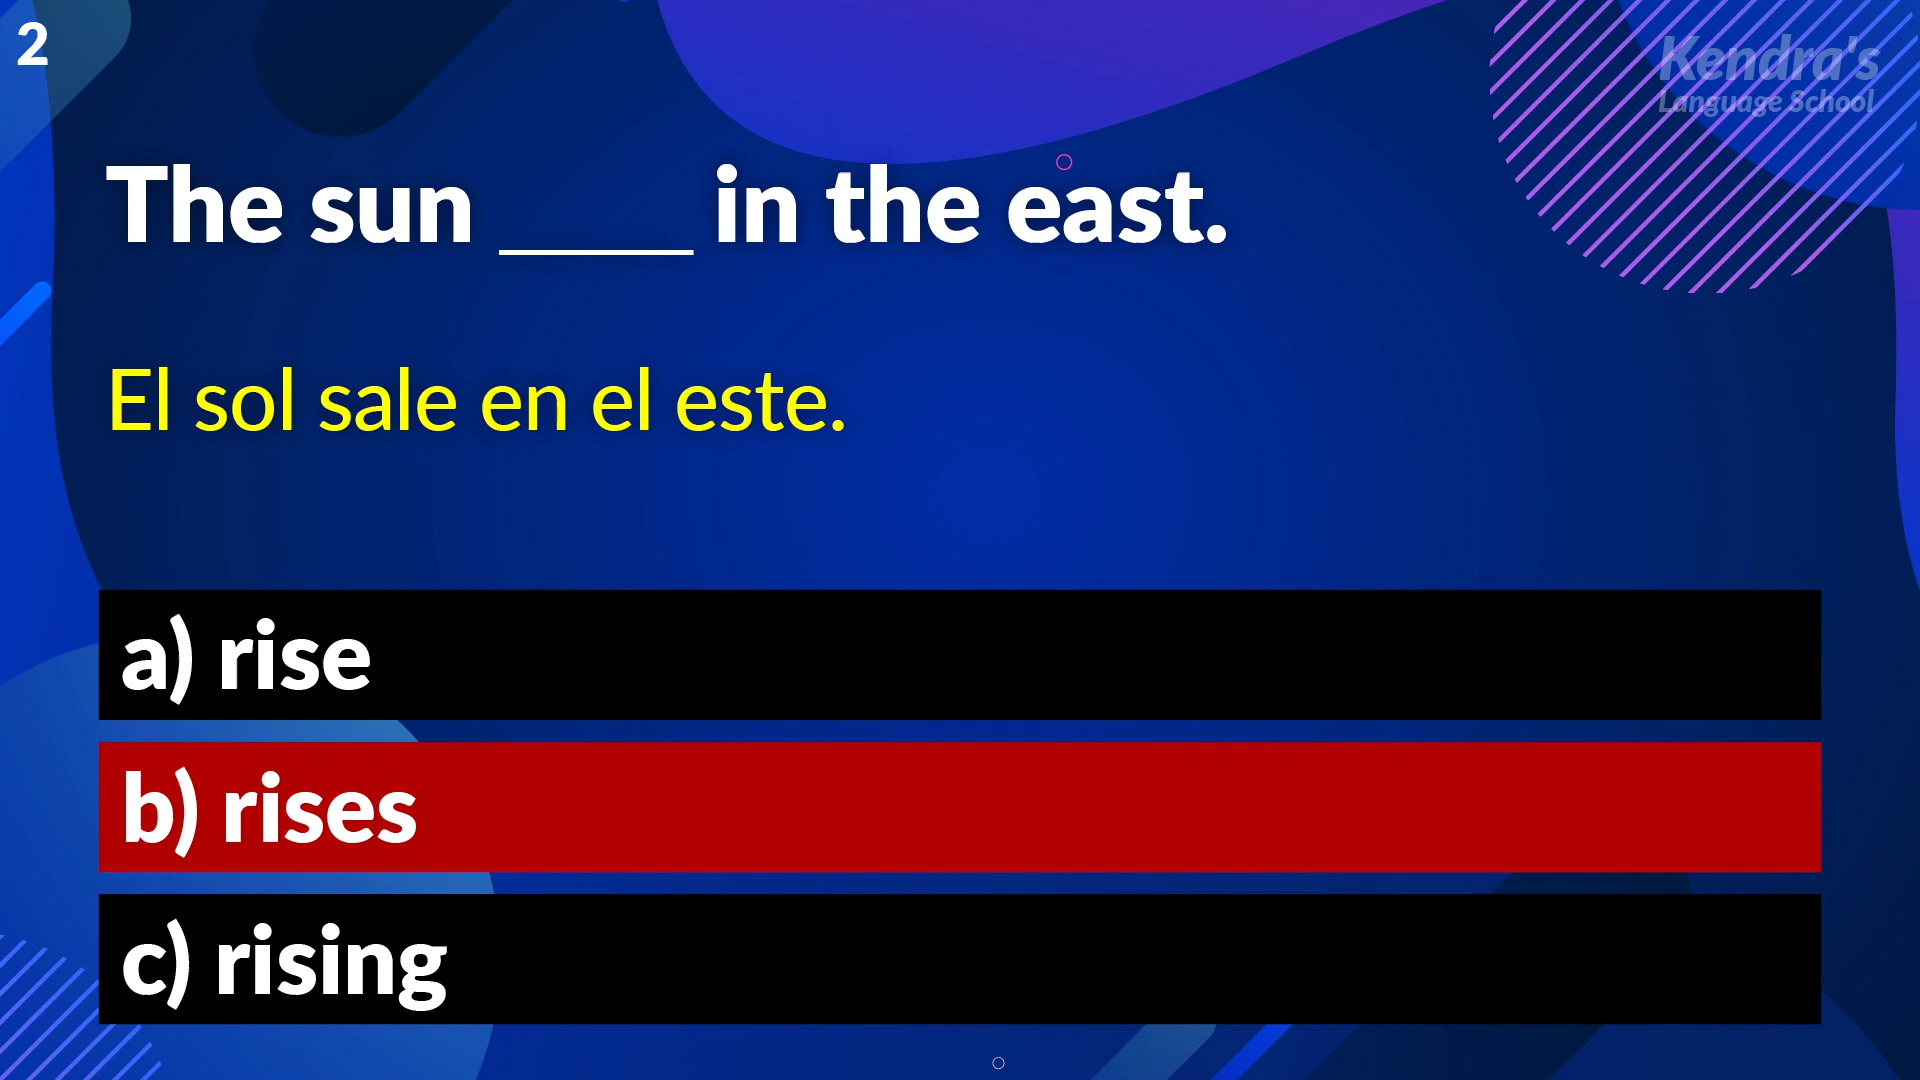 2
Kendra's
Language School
The sun ____ in the east.
El sol sale en el este.
a) rise
b) rises
c) rising